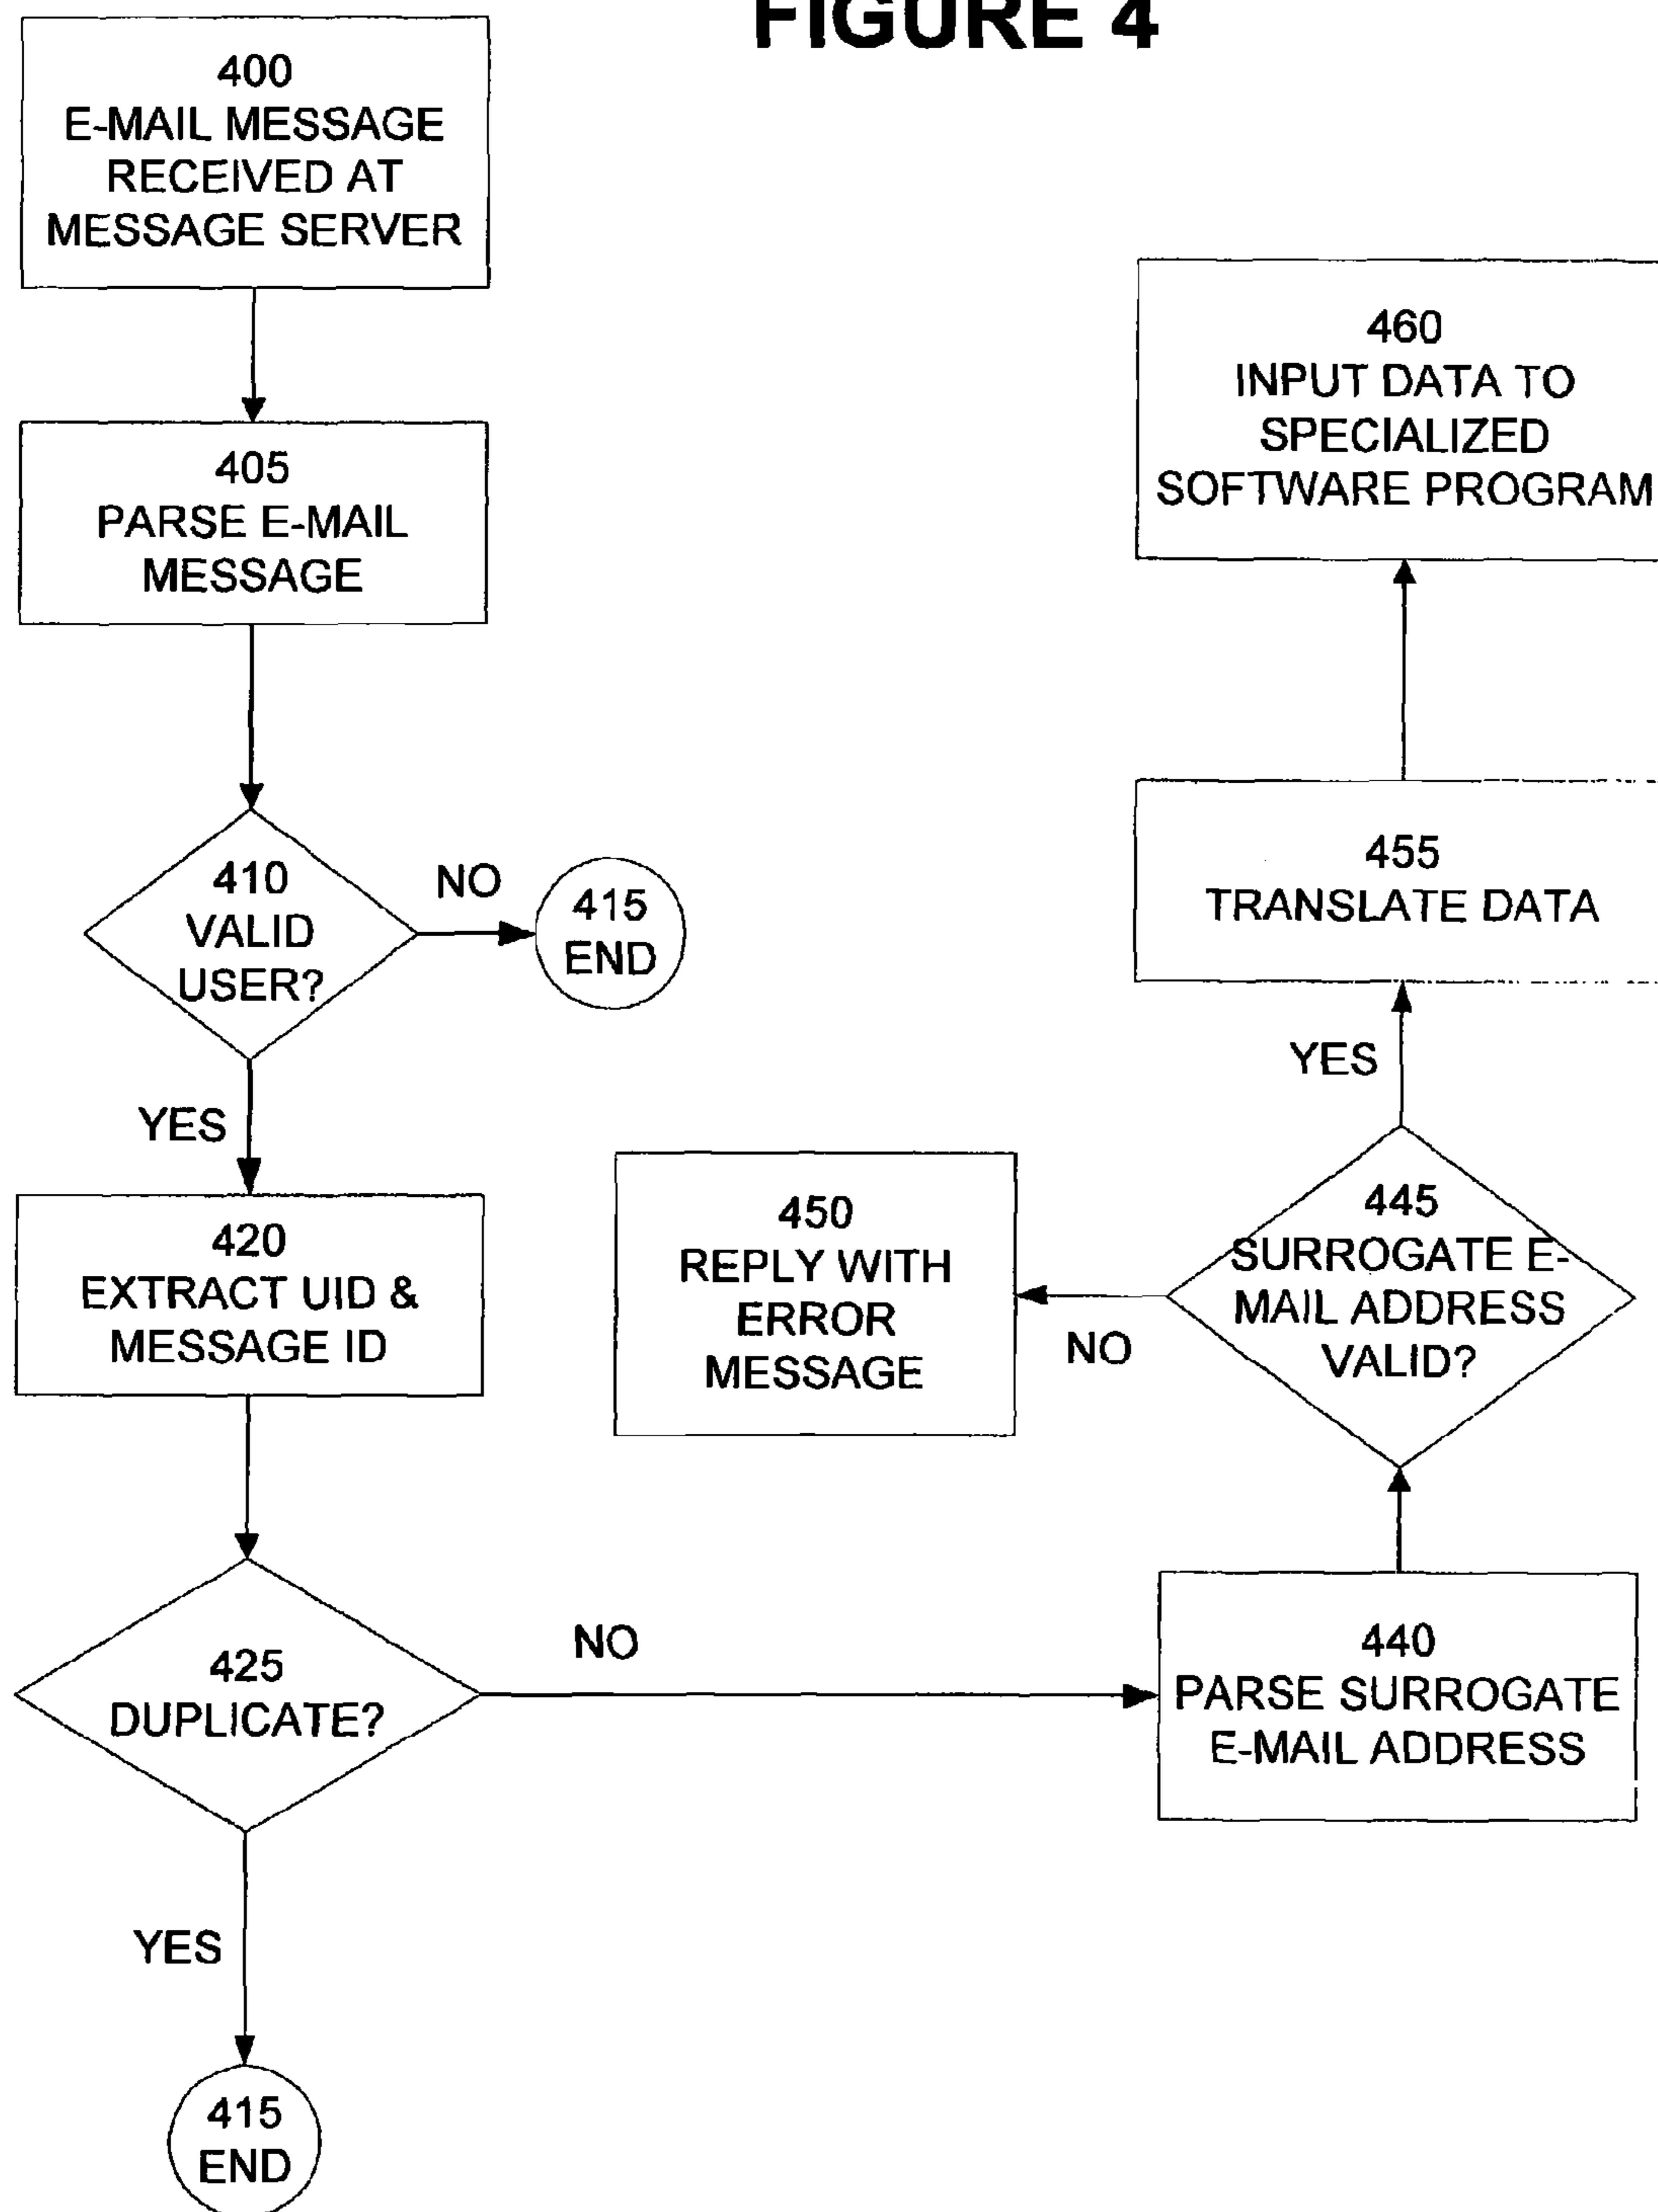 FIGURE 4
400
E-MAIL MESSAGE
RECEIVED AT
MESSAGE SERVER
405
PARSE E-MAIL
MESSAGE
410
VALID
USER?
NO
415
END
YES
420
EXTRACT UID &
MESSAGE ID
425
DUPLICATE?
NO
YES
415
END
440
PARSE SURROGATE
E-MAIL ADDRESS
445
SURROGATE E-
MAIL ADDRESS
VALID?
NO
450
REPLY WITH
ERROR
MESSAGE
YES
455
TRANSLATE DATA
460
INPUT DATA TO
SPECIALIZED
SOFTWARE PROGRAM